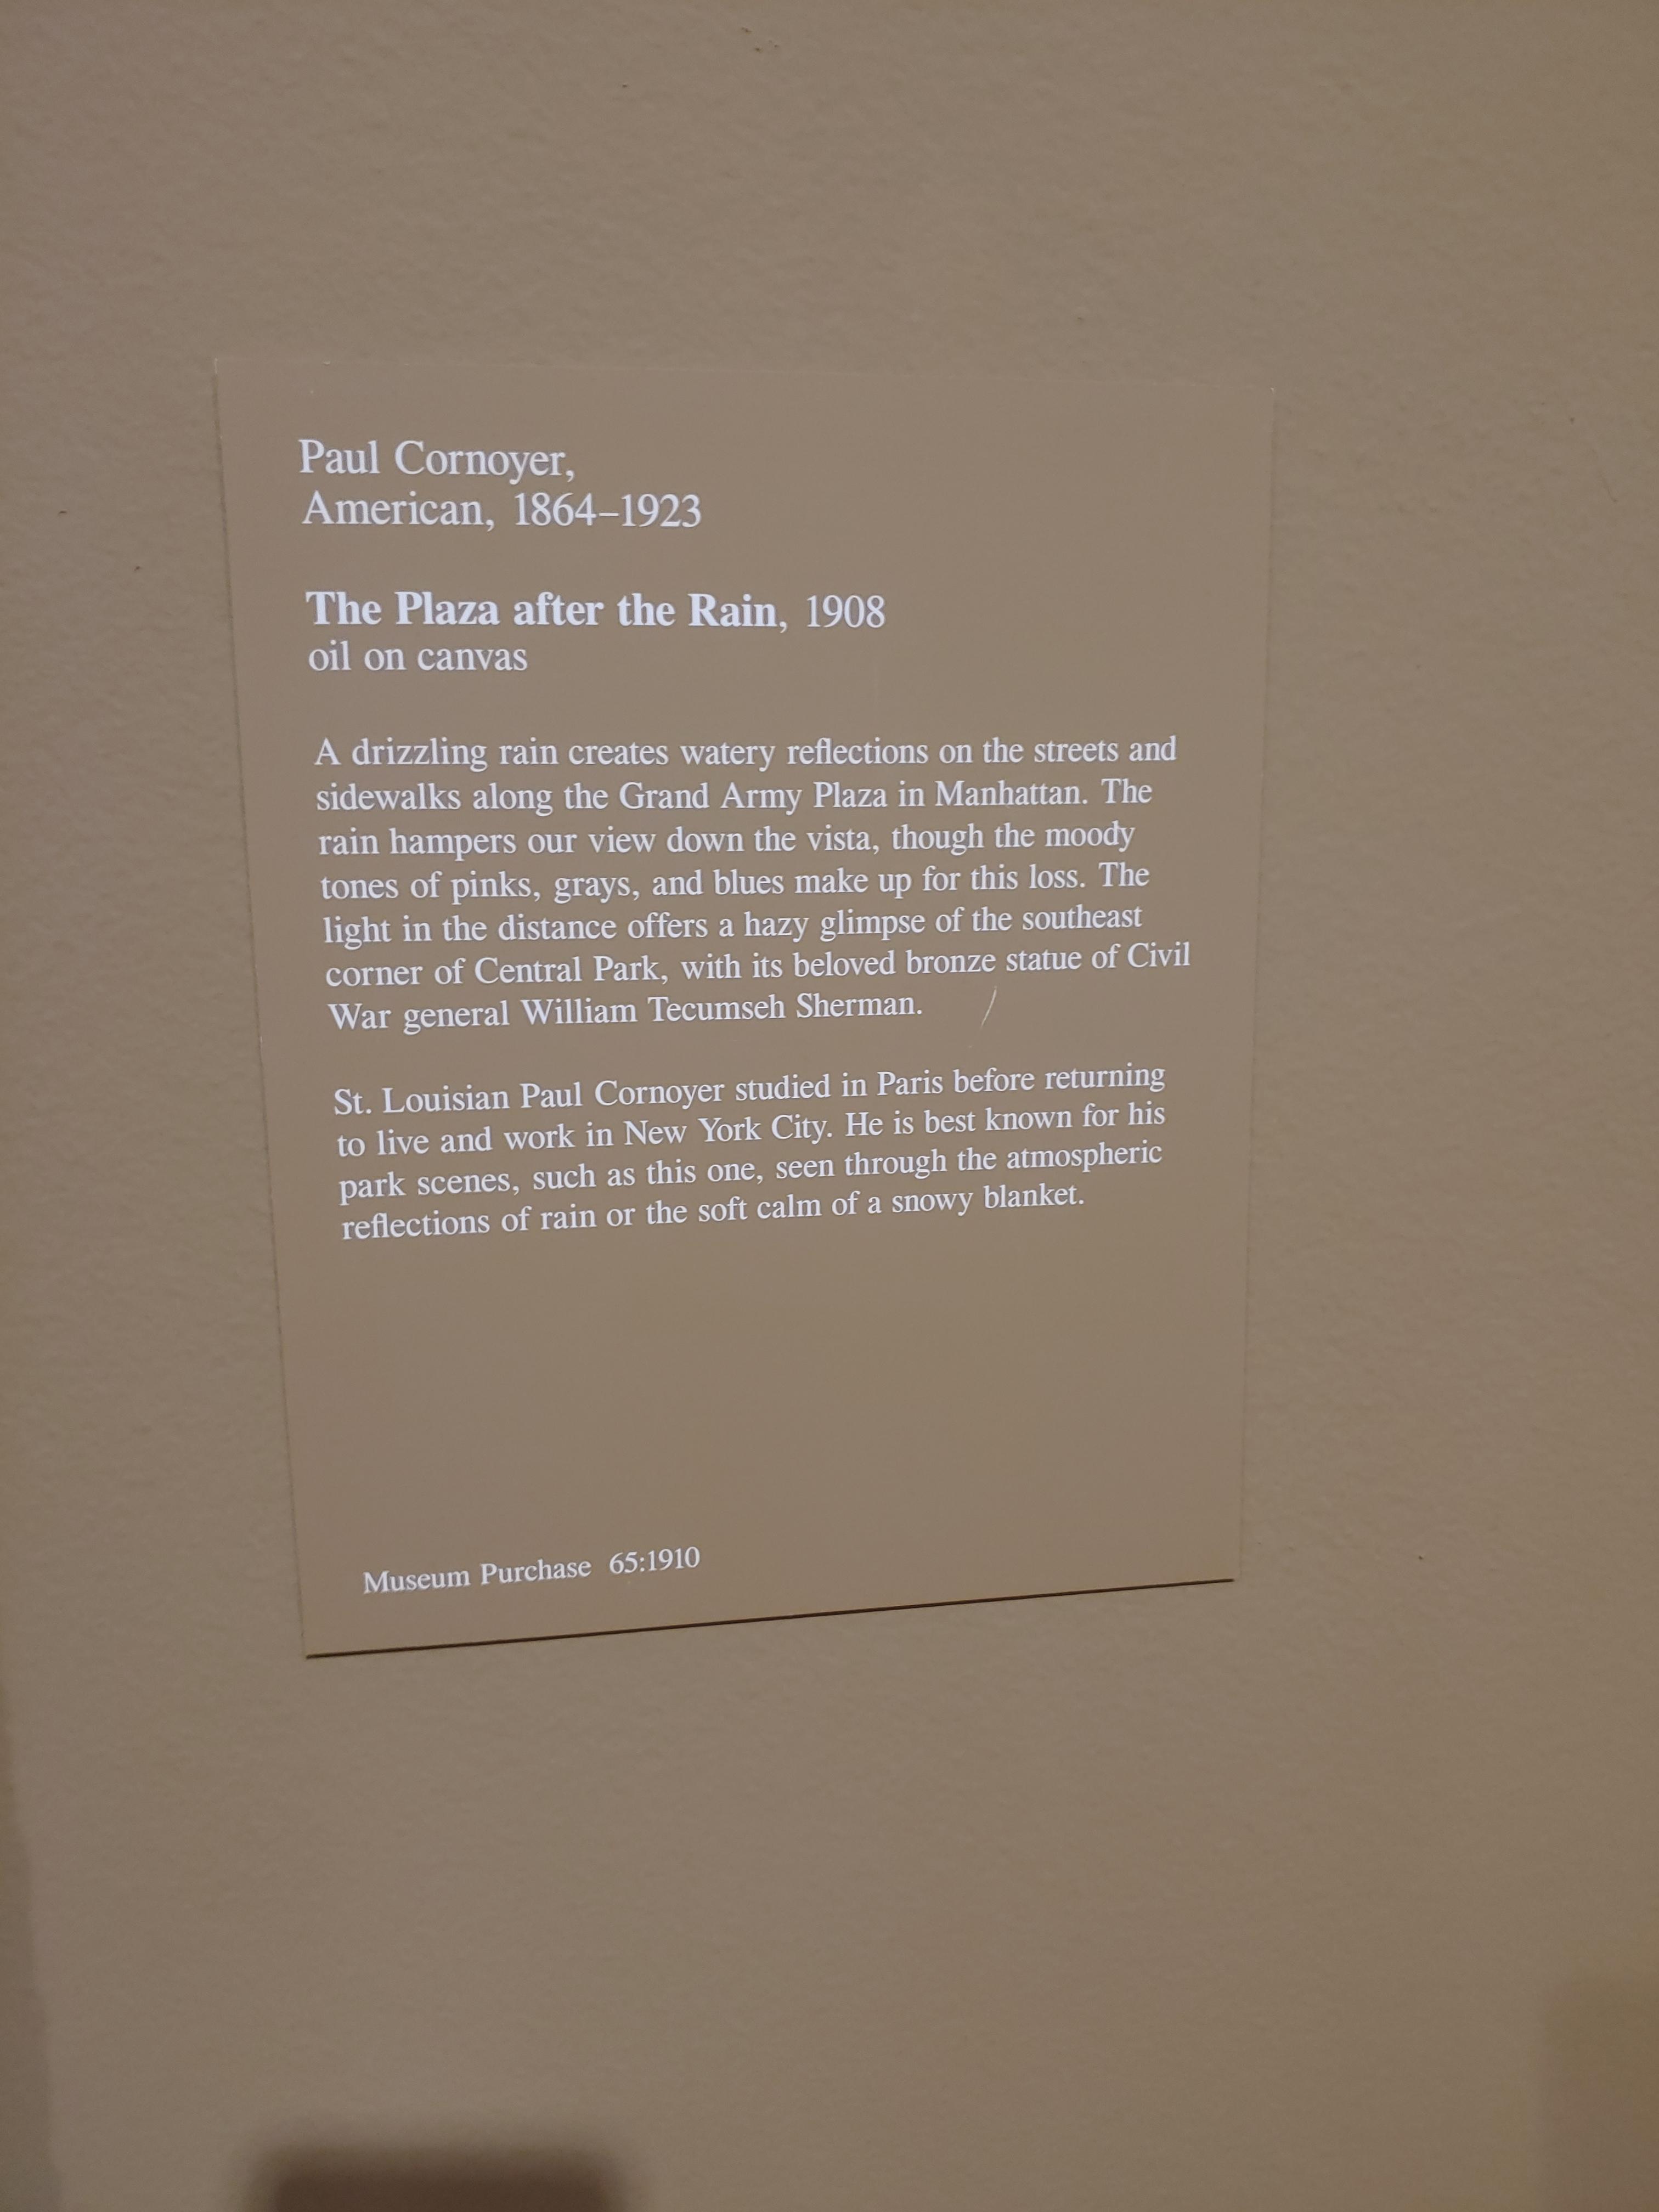 Paul Cornoyer,
American, 1864–1923
The Plaza after the Rain, 1908
oil on canvas
A drizzling rain creates watery reflections on the streets and
sidewalks along the Grand Army Plaza in Manhattan. The
rain hampers our view down the vista, though the moody
tones of pinks, grays, and blues make up for this loss. The
light in the distance offers a hazy glimpse of the southeast
corner of Central Park, with its beloved bronze statue of Civil
War general William Tecumseh Sherman.
St. Louisian Paul Cornoyer studied in Paris before returning
to live and work in New York City. He is best known for his
park scenes, such as this one, seen through the atmospheric
reflections of rain or the soft calm of a snowy blanket.
Museum Purchase 65:1910